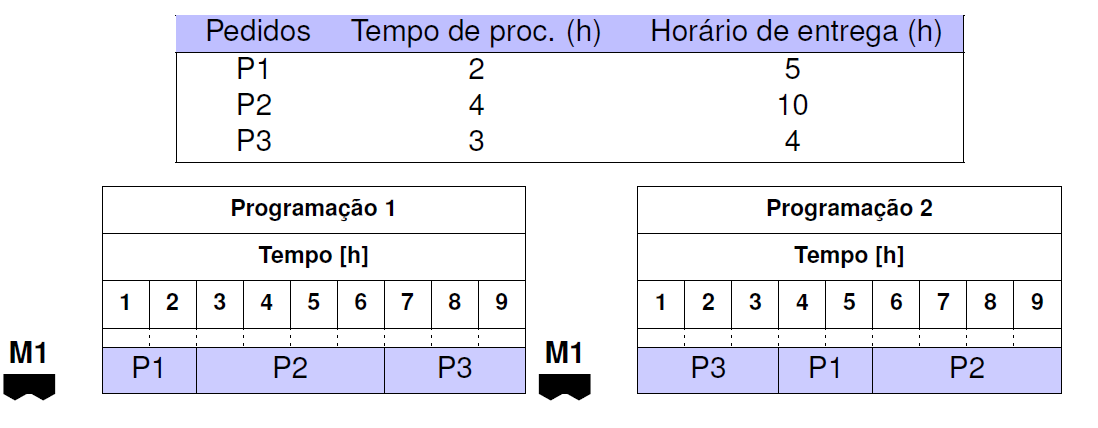 Pedidos Tempo de proc. (h) Horário de entrega (h)
P1 2 5
P2 4 10
P3 3 4
Programação 1
Tempo [h]
1 2 3 4 5 6 7 8 9
M1 P1 P2 P3
Programação 2
Tempo [h]
1 2 3 4 5 6 7 8 9
M1 P3 P1 P2